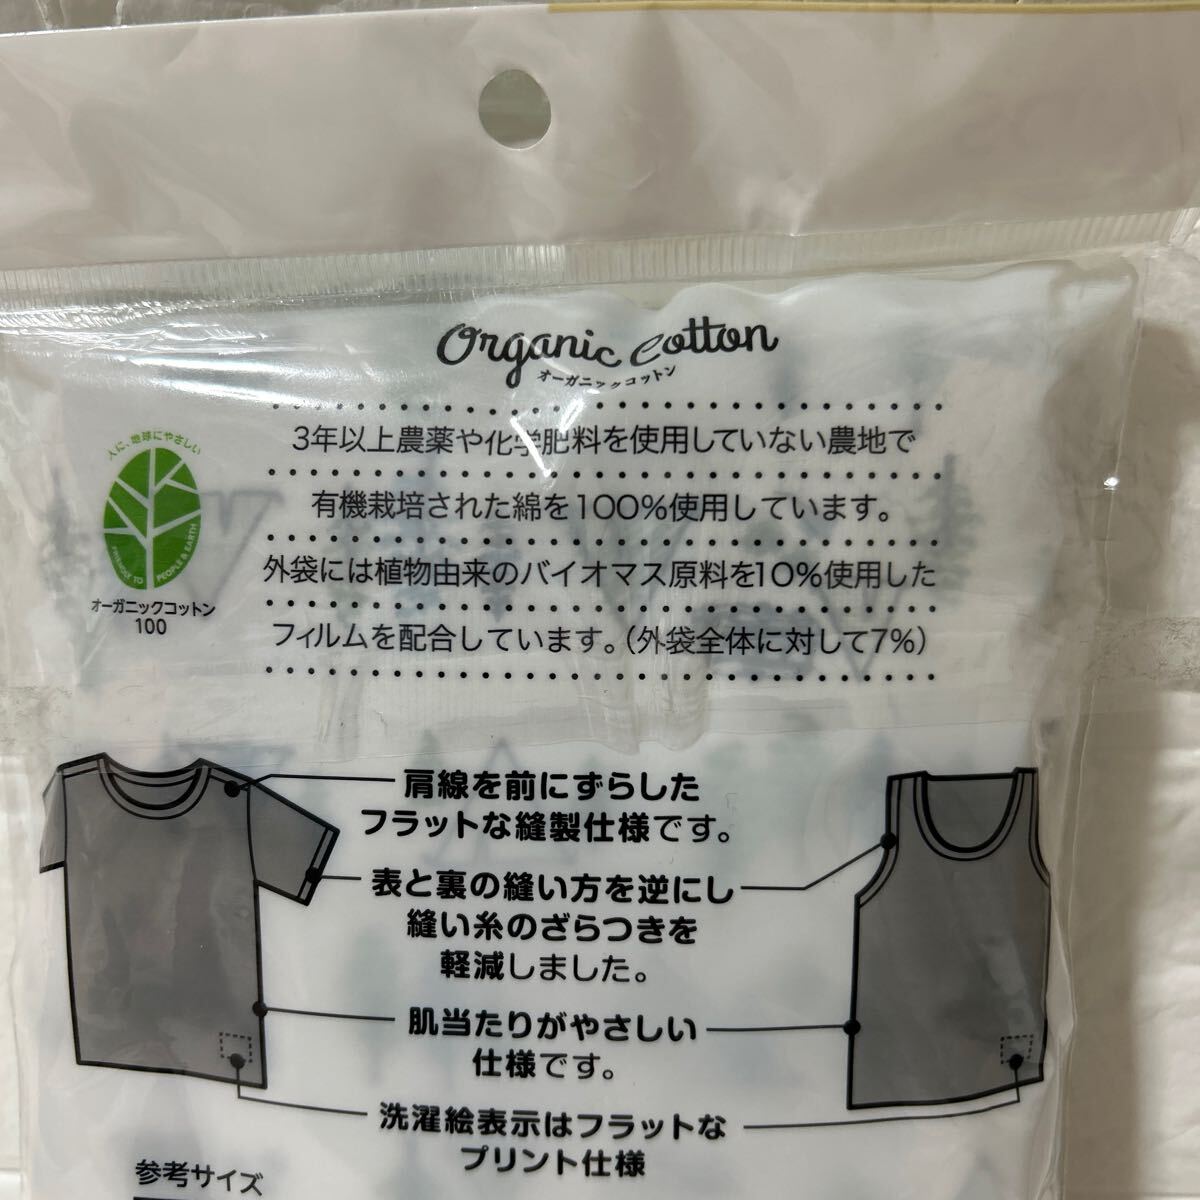 Organic Cotton
オーガニックコットン
人に、地球にやさしい
FRIENDLY TO PEOPLE & EARTH
オーガニックコットン
100
3年以上農薬や化学肥料を使用していない農地で
有機栽培された綿を100%使用しています。
外袋には植物由来のバイオマス原料を10%使用した
フィルムを配合しています。(外袋全体に対して7%)
肩線を前にずらした
フラットな縫製仕様です。
表と裏の縫い方を逆にし
縫い糸のざらつきを
軽減しました。
肌当たりがやさしい
仕様です。
洗濯絵表示はフラットな
プリント仕様
参考サイズ